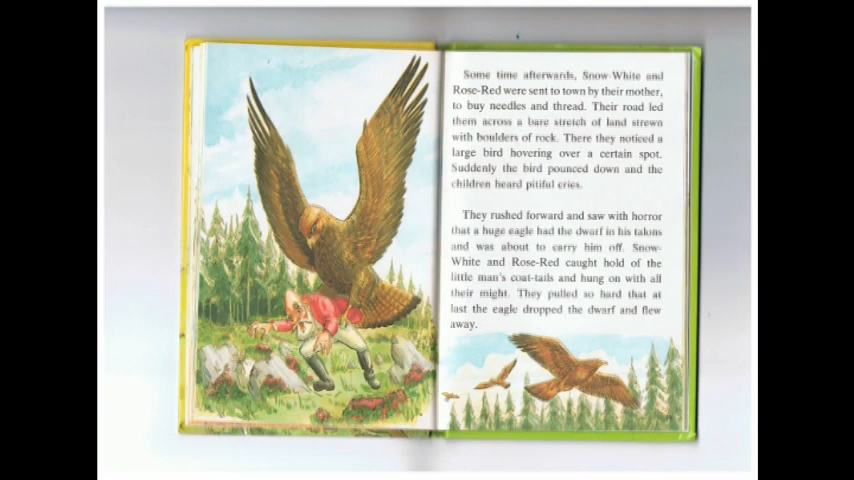 Some time afterwards, Snow-White and
Rose-Red were sent to town by their mother,
to buy needles and thread. Their road led
them across a bare stretch of land strewn
with boulders of rock. There they noticed a
large bird hovering over a certain spot.
Suddenly the bird pounced down and the
children heard pitiful cries.
They rushed forward and saw with horror
that a huge eagle had the dwarf in his talons
and was about to carry him off. Snow-
White and Rose-Red caught hold of the
little man's coat-tails and hung on with all
their might. They pulled so hard that at
last the eagle dropped the dwarf and flew
away.